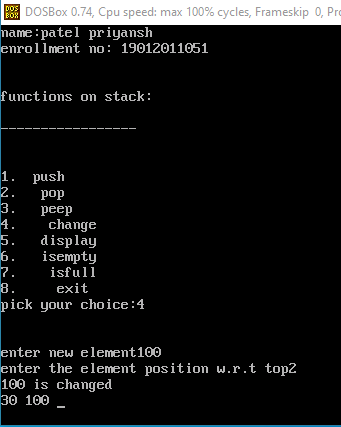 DOSBox 0.74, Cpu speed: max 100% cycles, Frameskip 0, Pro
name:patel priyansh
enrollment no: 19012011051
functions on stack:
-----------------
1. push
2. pop
3. peep
4. change
5. display
6. isempty
7. isfull
8. exit
pick your choice:4
enter new element100
enter the element position w.r.t top2
100 is changed
30 100 _